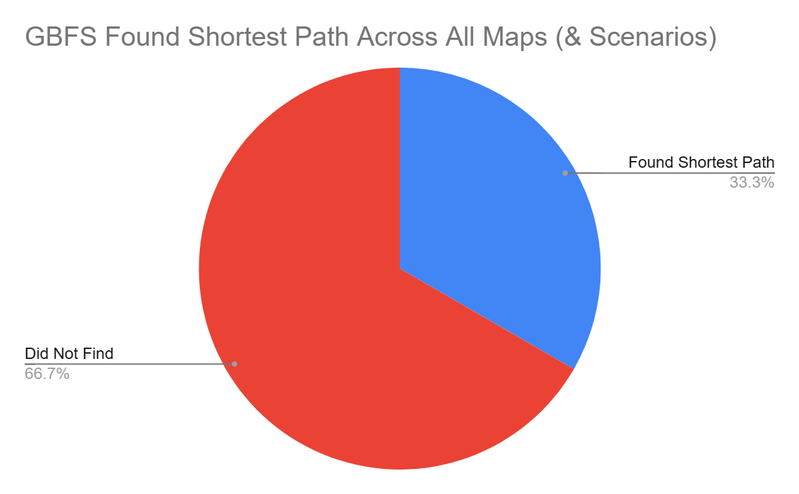 GBFS Found Shortest Path Across All Maps (& Scenarios)
Found Shortest Path
33.3%
Did Not Find
66.7%